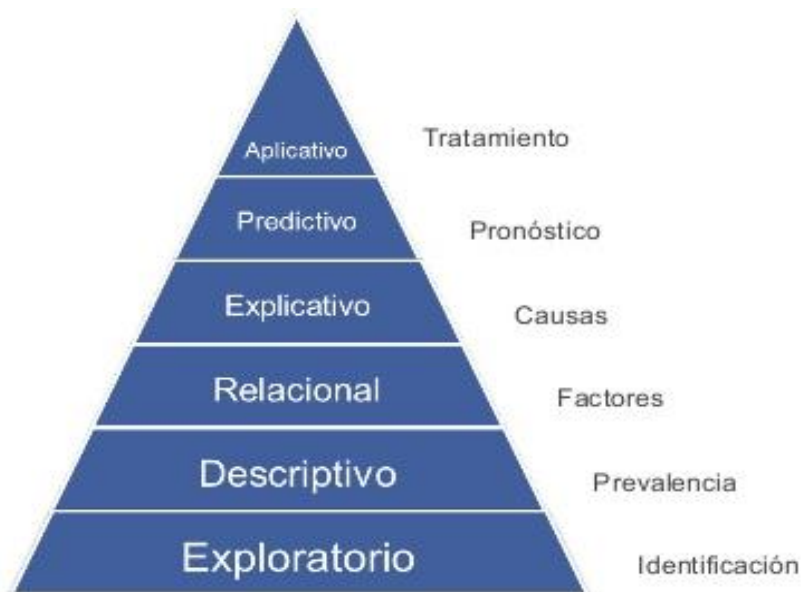 Aplicativo
Tratamiento
Predictivo
Pronóstico
Explicativo
Causas
Relacional
Factores
Descriptivo
Prevalencia
Exploratorio
Identificación